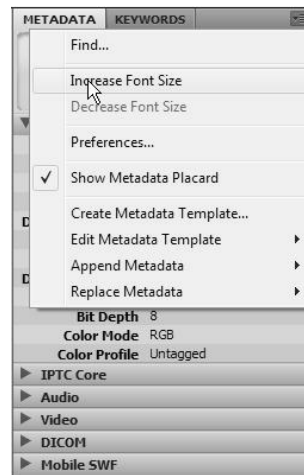 METADATA KEYWORDS
Find...
Increase Font Size
Decrease Font Size
Preferences...
Show Metadata Placard
Create Metadata Template...
Edit Metadata Template
Append Metadata
Replace Metadata
D
D
Bit Depth 8
Color Mode RGB
Color Profile Untagged
IPTC Core
Audio
Video
DICOM
Mobile SWF